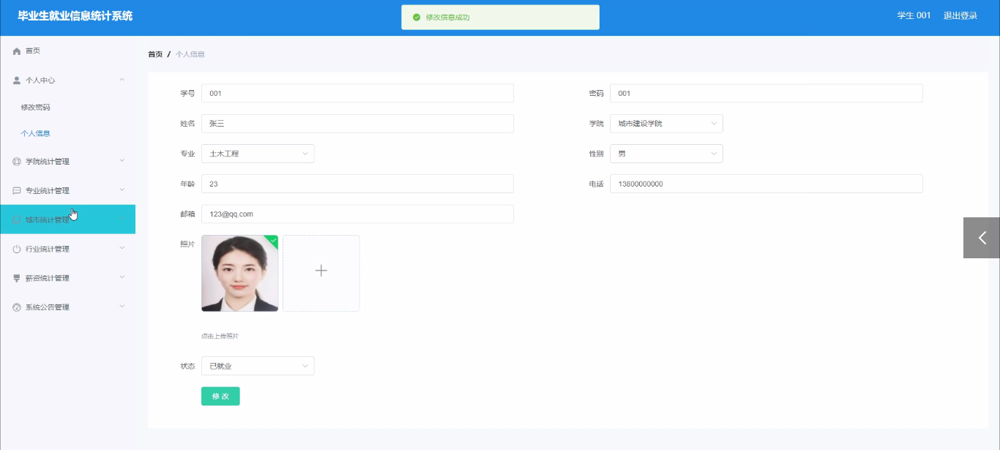 毕业生就业信息统计系统
修改信息成功
学生 001 退出登录
首页
个人中心
修改密码
个人信息
学院统计管理
专业统计管理
城市统计管理
行业统计管理
薪资统计管理
系统公告管理
首页 / 个人信息
学号 001 密码 001
姓名 张三 学院 城市建设学院
专业 土木工程 性别 男
年龄 23 电话 13800000000
邮箱 123@qq.com
照片
点击上传照片
状态 已就业
修 改